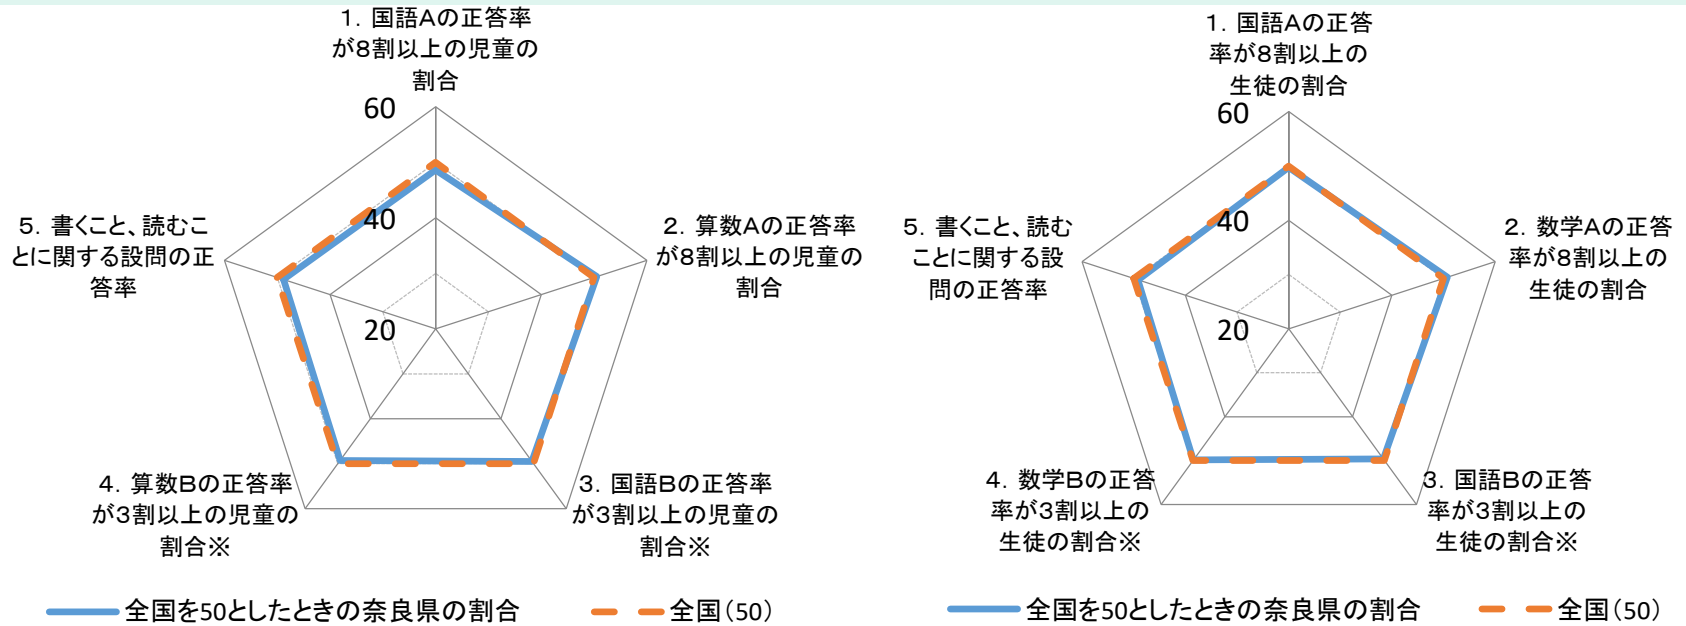 1．国語Aの正答率
が8割以上の児童の
割合
60
40
20
2．算数Aの正答率
が8割以上の児童の
割合
3．国語Bの正答率
が3割以上の児童の
割合※
4．算数Bの正答率
が3割以上の児童の
割合※
5．書くこと、読むこ
とに関する設問の正
答率
全国を50としたときの奈良県の割合
全国（50）
1．国語Aの正答
率が8割以上の
生徒の割合
60
40
20
2．数学Aの正答
率が8割以上の
生徒の割合
3．国語Bの正答
率が3割以上の
生徒の割合※
4．数学Bの正答
率が3割以上の
生徒の割合※
5．書くこと、読む
ことに関する設
問の正答率
全国を50としたときの奈良県の割合
全国（50）